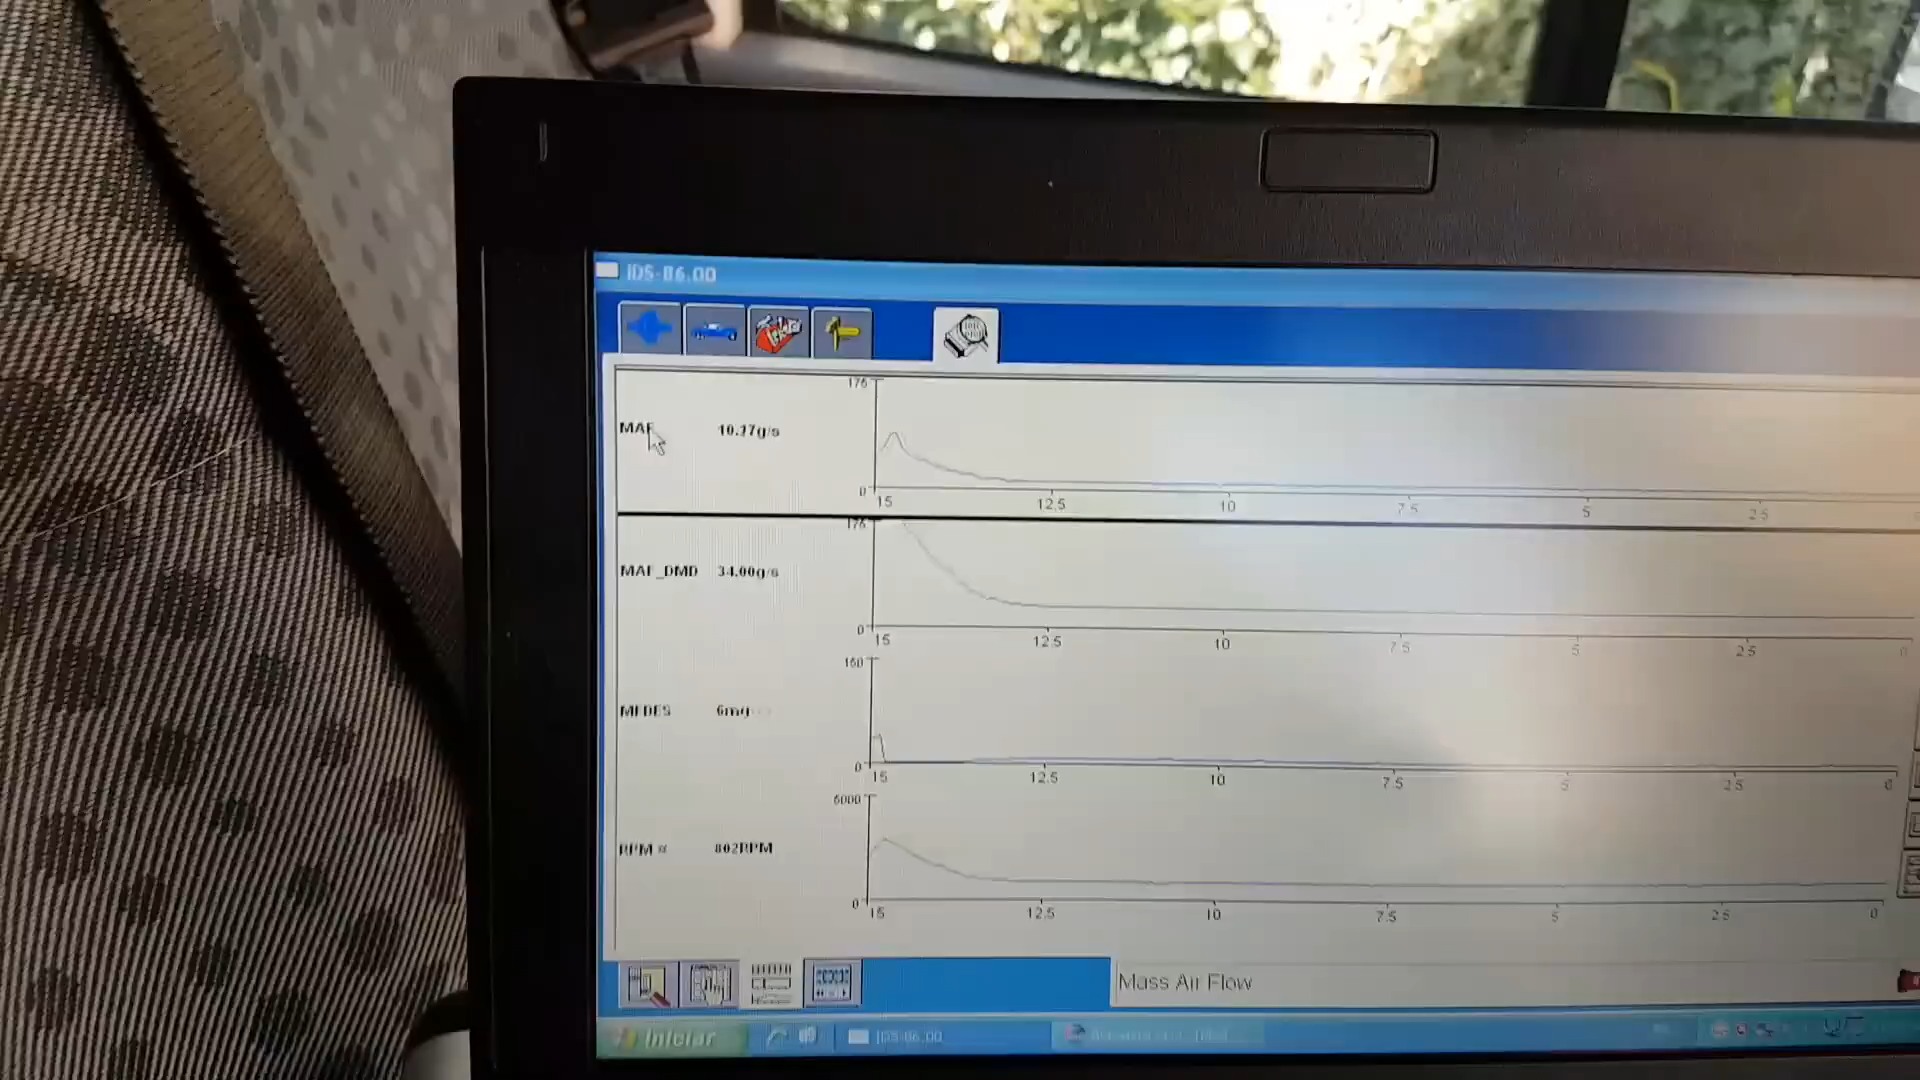 IDS-86.00
176
MAF 10.37g/s
0
15 12.5 10 7.5 5 2.5
176
MAF_DMD 34.00g/s
0
15 12.5 10 7.5 5 2.5 0
160
MFDES 6mg
0
15 12.5 10 7.5 5 2.5 0
6000
RPM 802RPM
0
15 12.5 10 7.5 5 2.5 0
Mass Air Flow
Iniciar
IDS-86.00